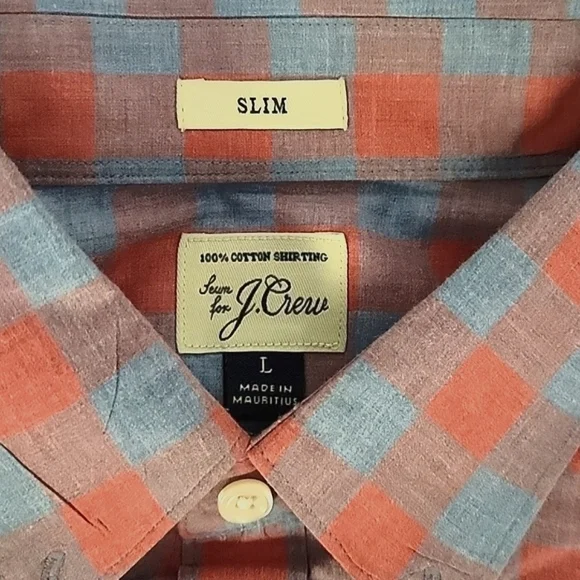 SLIM
100% COTTON SHIRTING
Sewn
for J.Crew
L
MADE IN
MAURITIUS